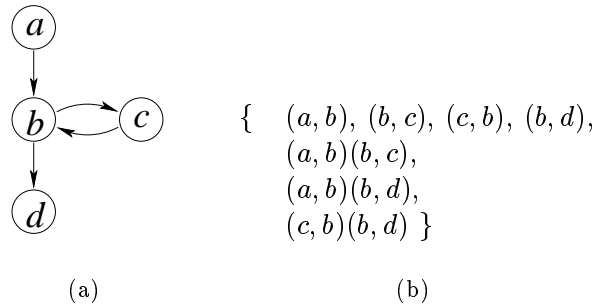 a
b
c
d
{ (a, b), (b, c), (c, b), (b, d),
(a, b)(b, c),
(a, b)(b, d),
(c, b)(b, d) }
(a)
(b)